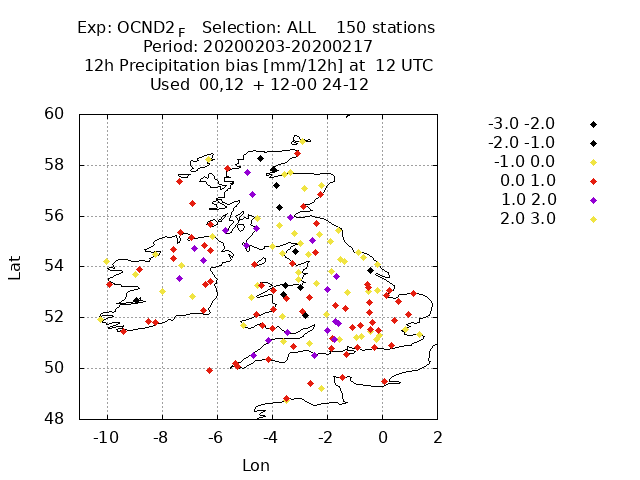 Exp: OCND2 F   Selection: ALL    150 stations
Period: 20200203-20200217
12h Precipitation bias [mm/12h] at  12 UTC
Used 00,12  + 12-00 24-12
-3.0 -2.0
-2.0 -1.0
-1.0 0.0
0.0 1.0
1.0 2.0
2.0 3.0
60
58
56
54
52
50
48
Lat
-10 -8 -6 -4 -2 0 2
Lon